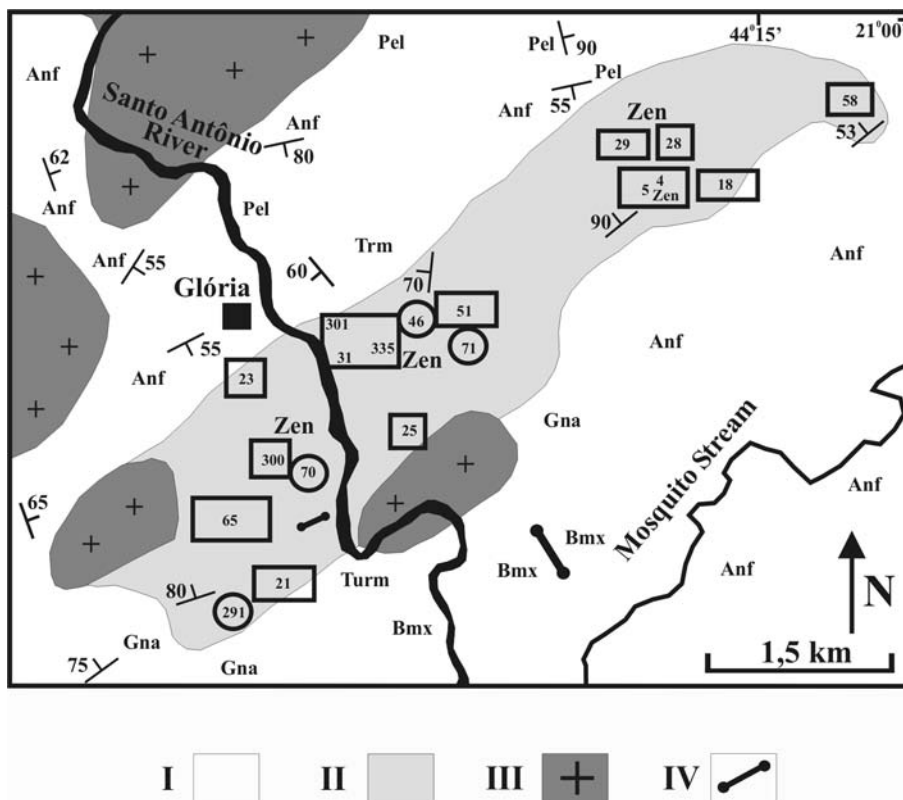 44°15'
21°00'
Pel
Pel
90
Anf
Pel
55
Anf
58
Zen
53
Santo Antônio
River
Anf
80
29
28
62
4
5
Zen
18
Anf
Pel
90
Trm
Anf
Anf
55
60
70
Glória
51
46
301
335
31
Zen
71
Anf
55
Anf
23
Gna
Zen
25
300
70
Mosquito Stream
Anf
65
65
Bmx
Bmx
Anf
N
80
21
Turm
291
Bmx
Gna
75
Gna
1,5 km
I
II
III
IV